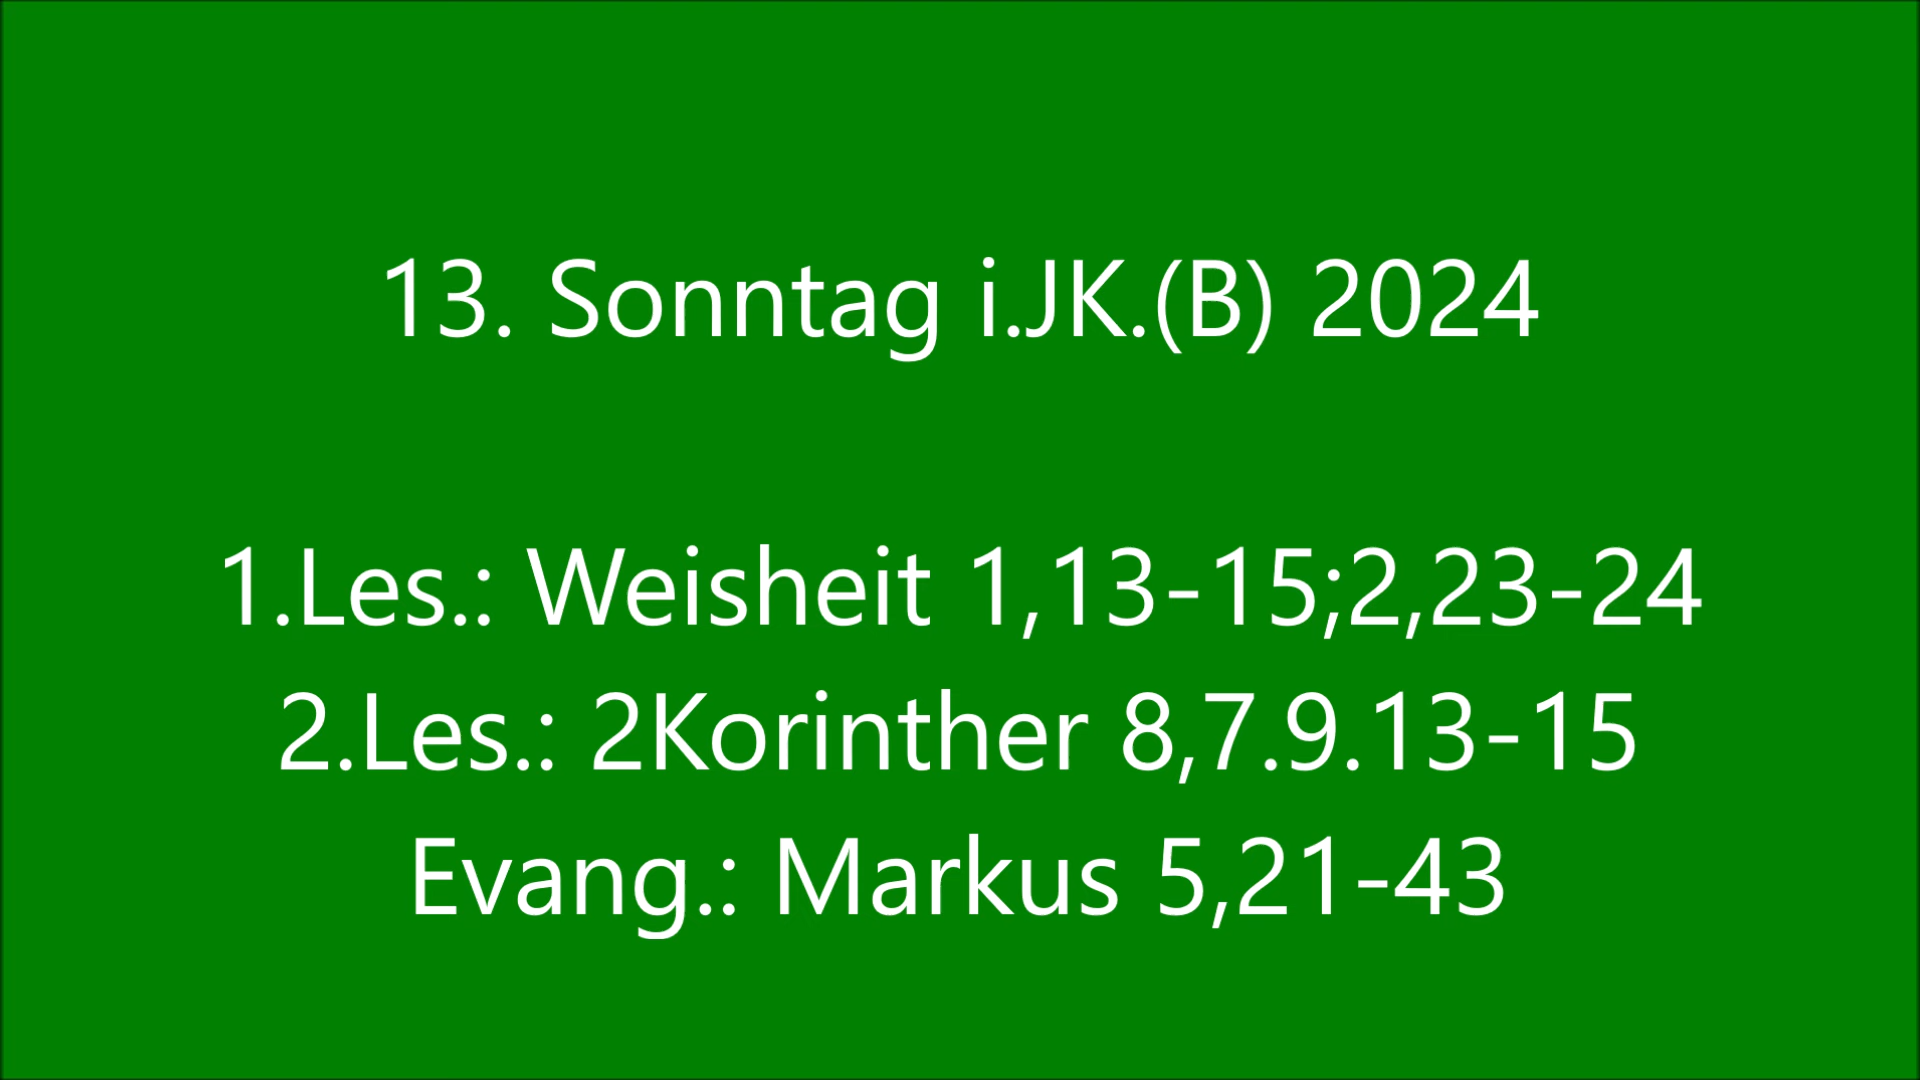 13. Sonntag i.JK.(B) 2024
1.Les.: Weisheit 1,13-15;2,23-24
2.Les.: 2Korinther 8,7.9.13-15
Evang.: Markus 5,21-43